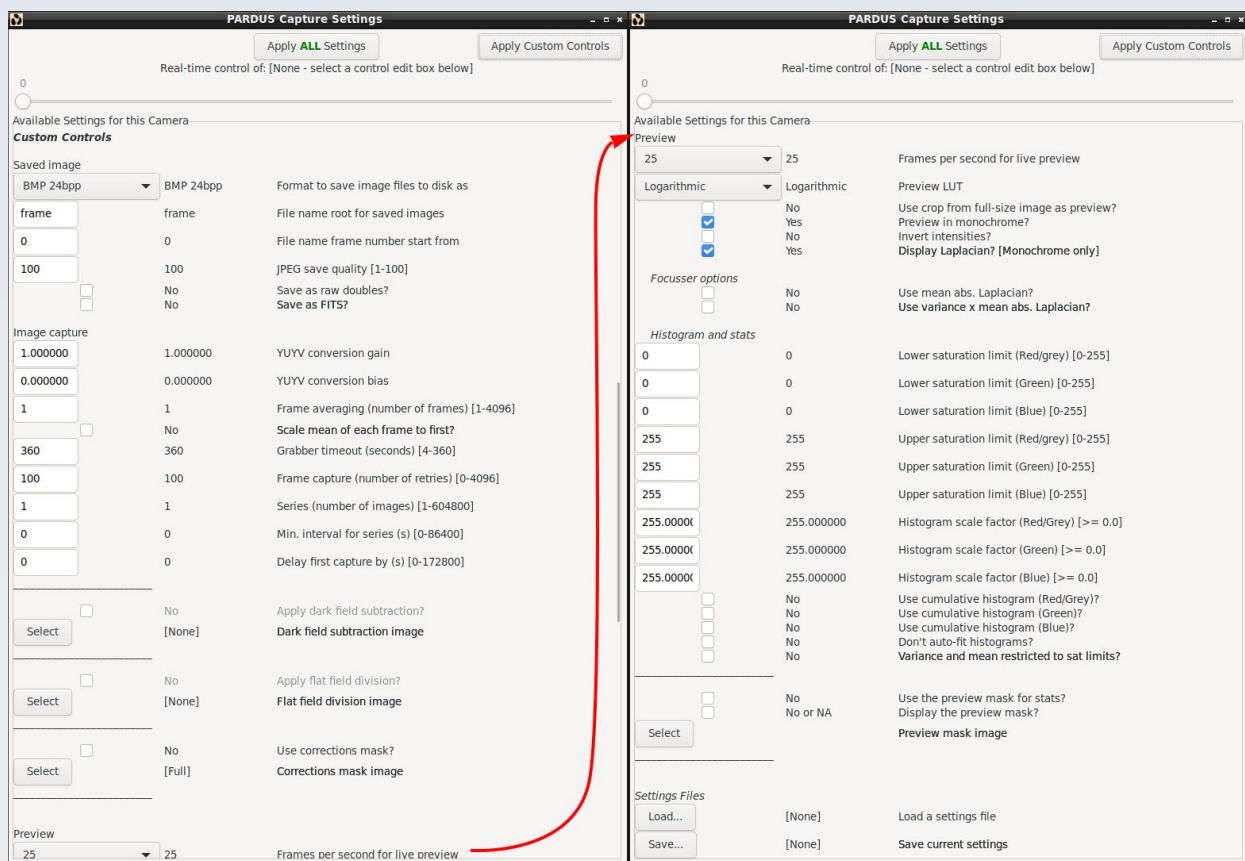 PARDUS Capture Settings
Apply ALL Settings
Apply Custom Controls
Real-time control of: [None - select a control edit box below]
0
Available Settings for this Camera
Custom Controls
Saved image
BMP 24bpp BMP 24bpp Format to save image files to disk as
frame frame File name root for saved images
0 0 File name frame number start from
100 100 JPEG save quality [1-100]
No Save as raw doubles?
No Save as FITS?
Image capture
1.000000 1.000000 YUYV conversion gain
0.000000 0.000000 YUYV conversion bias
1 1 Frame averaging (number of frames) [1-4096]
No Scale mean of each frame to first?
360 360 Grabber timeout (seconds) [4-360]
100 100 Frame capture (number of retries) [0-4096]
1 1 Series (number of images) [1-604800]
0 0 Min. interval for series (s) [0-86400]
0 0 Delay first capture by (s) [0-172800]
No Apply dark field subtraction?
Select [None] Dark field subtraction image
No Apply flat field division?
Select [None] Flat field division image
No Use corrections mask?
Select [Full] Corrections mask image
Preview
25 25 Frames per second for live preview
PARDUS Capture Settings
Apply ALL Settings
Apply Custom Controls
Real-time control of: [None - select a control edit box below]
0
Available Settings for this Camera
Preview
25 25 Frames per second for live preview
Logarithmic Logarithmic Preview LUT
No Use crop from full-size image as preview?
Yes Preview in monochrome?
No Invert intensities?
Yes Display Laplacian? [Monochrome only]
Focusser options
No Use mean abs. Laplacian?
No Use variance x mean abs. Laplacian?
Histogram and stats
0 0 Lower saturation limit (Red/grey) [0-255]
0 0 Lower saturation limit (Green) [0-255]
0 0 Lower saturation limit (Blue) [0-255]
255 255 Upper saturation limit (Red/grey) [0-255]
255 255 Upper saturation limit (Green) [0-255]
255 255 Upper saturation limit (Blue) [0-255]
255.00000 255.000000 Histogram scale factor (Red/Grey) [>= 0.0]
255.00000 255.000000 Histogram scale factor (Green) [>= 0.0]
255.00000 255.000000 Histogram scale factor (Blue) [>= 0.0]
No Use cumulative histogram (Red/Grey)?
No Use cumulative histogram (Green)?
No Use cumulative histogram (Blue)?
No Don't auto-fit histograms?
No Variance and mean restricted to sat limits?
No Use the preview mask for stats?
No or NA Display the preview mask?
Select Preview mask image
Settings Files
Load... [None] Load a settings file
Save... [None] Save current settings